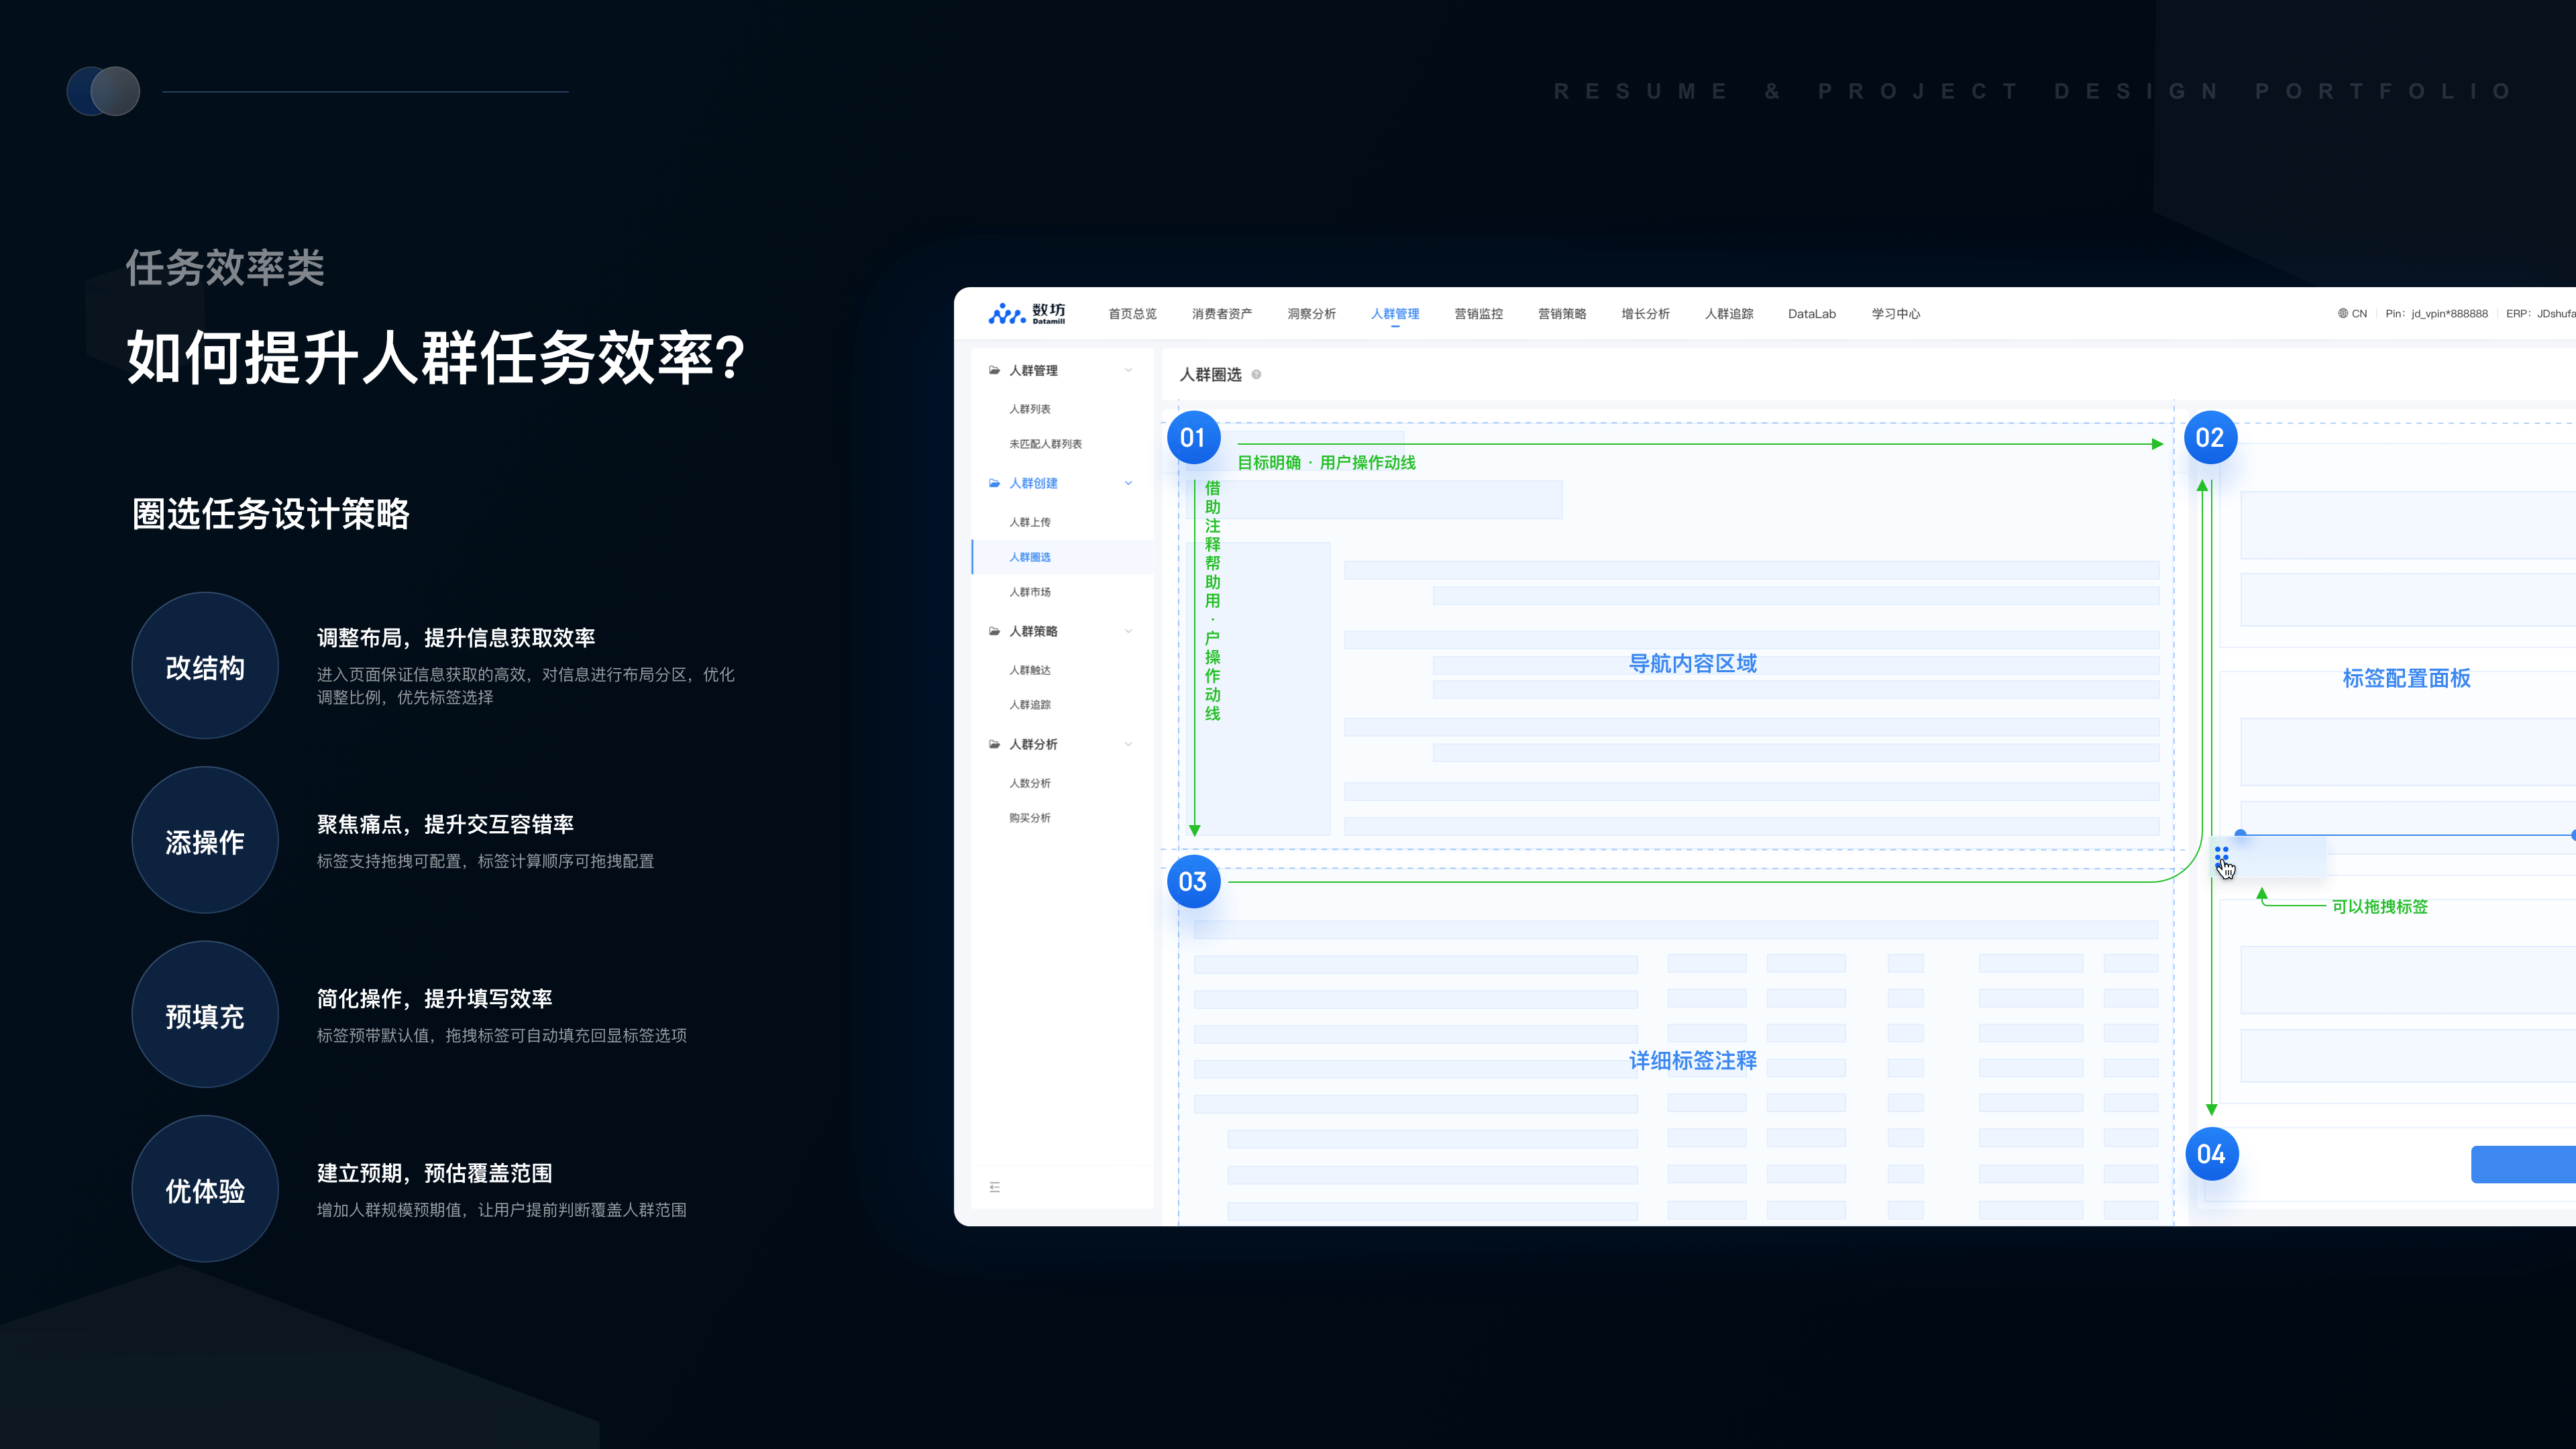 RESUME & PROJECT DESIGN PORTFOLIO
任务效率类
如何提升人群任务效率?
圈选任务设计策略
改结构
调整布局，提升信息获取效率
进入页面保证信息获取的高效，对信息进行布局分区，优化
调整比例，优先标签选择
添操作
聚焦痛点，提升交互容错率
标签支持拖拽可配置，标签计算顺序可拖拽配置
预填充
简化操作，提升填写效率
标签预带默认值，拖拽标签可自动填充回显标签选项
优体验
建立预期，预估覆盖范围
增加人群规模预期值，让用户提前判断覆盖人群范围
数坊
Datamill
首页总览
消费者资产
洞察分析
人群管理
营销监控
营销策略
增长分析
人群追踪
DataLab
学习中心
CN
Pin: jd_vpin*888888
ERP: JDshufa
人群管理
人群列表
未匹配人群列表
人群创建
人群上传
人群圈选
人群市场
人群策略
人群触达
人群追踪
人群分析
人数分析
购买分析
人群圈选
01
目标明确 · 用户操作动线
借助注释帮助用·户操作动线
导航内容区域
02
标签配置面板
可以拖拽标签
03
详细标签注释
04